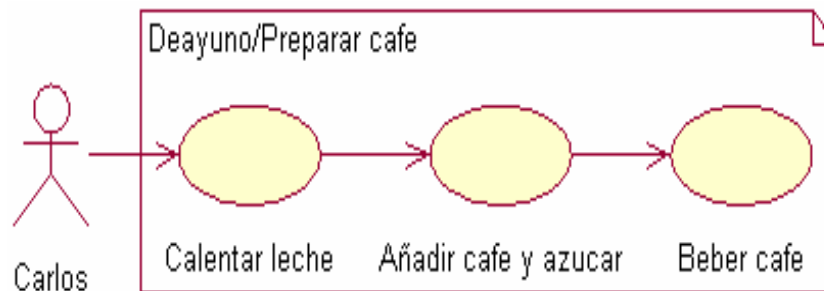 Deayuno/Preparar cafe
Carlos
Calentar leche
Añadir cafe y azucar
Beber cafe